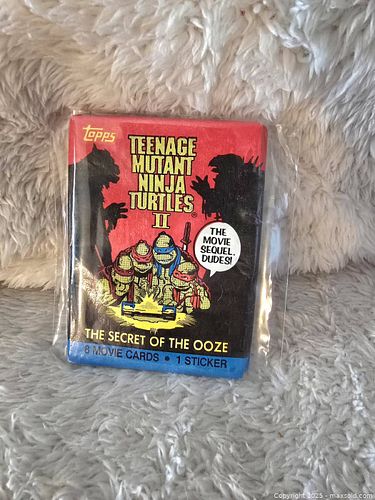 Topps
TEENAGE
MUTANT
NINJA
TURTLES
II
THE
MOVIE
SEQUEL,
DUDES!
THE SECRET OF THE OOZE
8 MOVIE CARDS • 1 STICKER
Copyright 2025 - maxsold.com